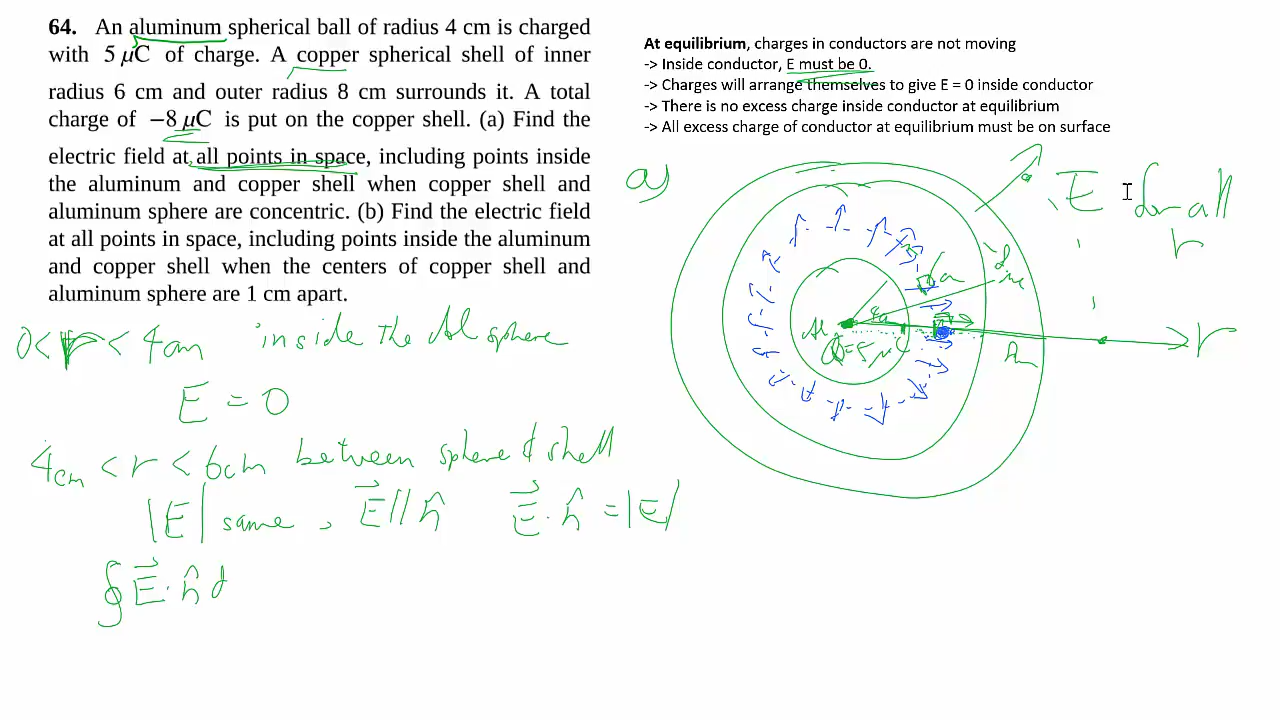 64. An aluminum spherical ball of radius 4 cm is charged
with 5 μC of charge. A copper spherical shell of inner
radius 6 cm and outer radius 8 cm surrounds it. A total
charge of −8 μC is put on the copper shell. (a) Find the
electric field at all points in space, including points inside
the aluminum and copper shell when copper shell and
aluminum sphere are concentric. (b) Find the electric field
at all points in space, including points inside the aluminum
and copper shell when the centers of copper shell and
aluminum sphere are 1 cm apart.
At equilibrium, charges in conductors are not moving
-> Inside conductor, E must be 0.
-> Charges will arrange themselves to give E = 0 inside conductor
-> There is no excess charge inside conductor at equilibrium
-> All excess charge of conductor at equilibrium must be on surface
a)
E for all
r
Al
Q=5μC
r
0 < r < 4cm inside the Al sphere
E = 0
4cm < r < 6cm between sphere & shell
|E| same, E⃗ // n̂ E⃗ · n̂ = |E|
∮ E⃗ · n̂ d